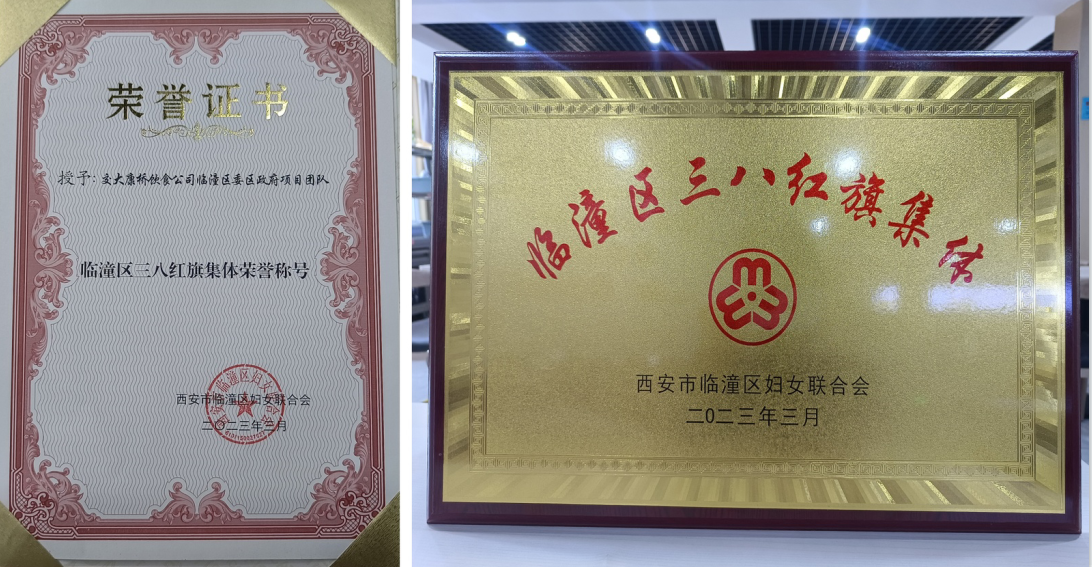 荣誉证书
授予：交大康桥饮食公司临潼区委区政府项目团队
临潼区三八红旗集体荣誉称号
西安市临潼区妇女联合会
二〇二三年三月
临潼区三八红旗集体
西安市临潼区妇女联合会
二〇二三年三月